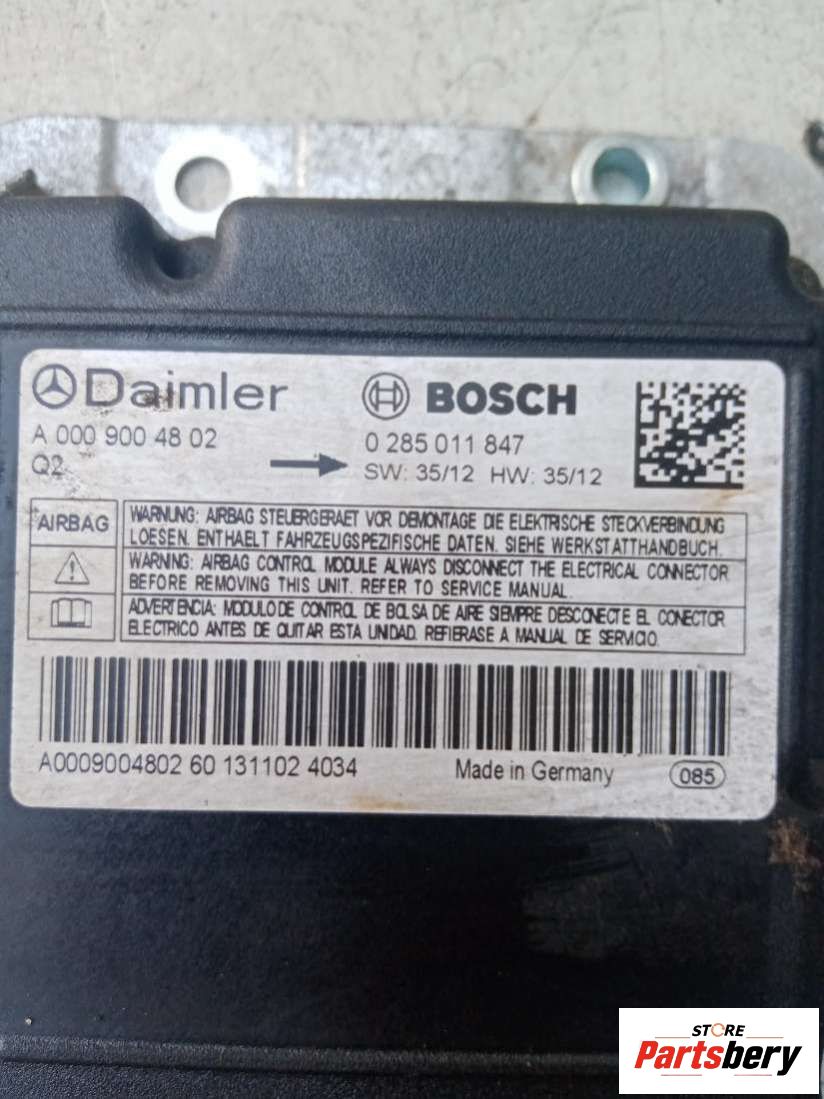 Daimler
A 000 900 48 02
Q2
BOSCH
0 285 011 847
SW: 35/12 HW: 35/12
AIRBAG
WARNUNG: AIRBAG STEUERGERAET VOR DEMONTAGE DIE ELEKTRISCHE STECKVERBINDUNG
LOESEN. ENTHAELT FAHRZEUGSPEZIFISCHE DATEN. SIEHE WERKSTATTHANDBUCH.
WARNING: AIRBAG CONTROL MODULE ALWAYS DISCONNECT THE ELECTRICAL CONNECTOR
BEFORE REMOVING THIS UNIT. REFER TO SERVICE MANUAL.
ADVERTENCIA: MODULO DE CONTROL DE BOLSA DE AIRE SIEMPRE DESCONECTE EL CONECTOR
ELECTRICO ANTES DE QUITAR ESTA UNIDAD. REFIERASE A MANUAL DE SERVICIO.
A0009004802 60 131102 4034
Made in Germany
085
STORE
Partsbery